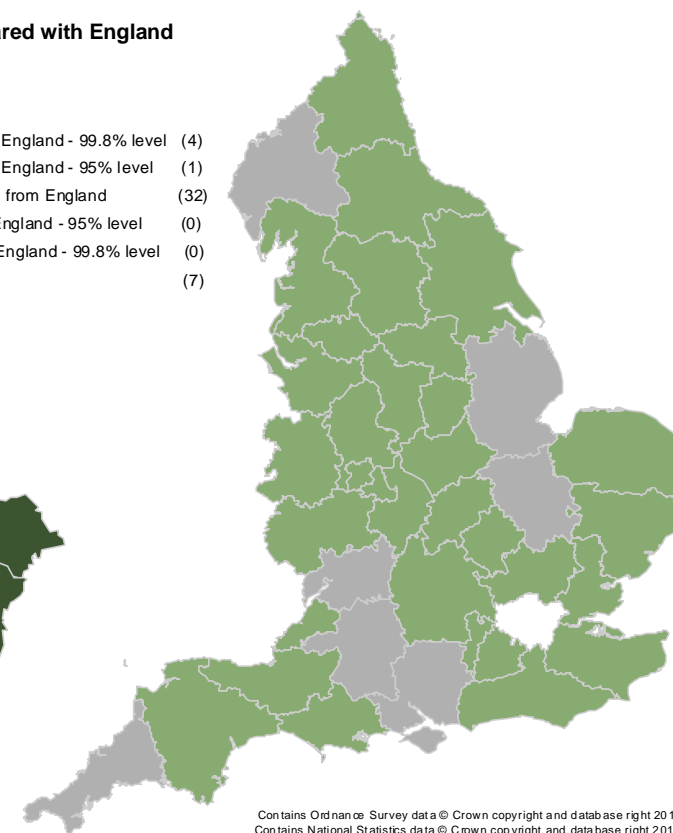 ared with England
England - 99.8% level (4)
England - 95% level (1)
from England (32)
England - 95% level (0)
England - 99.8% level (0)
(7)
Contains Ordnance Survey data © Crown copyright and database right 201
Contains National Statistics data © Crown copyright and database right 201